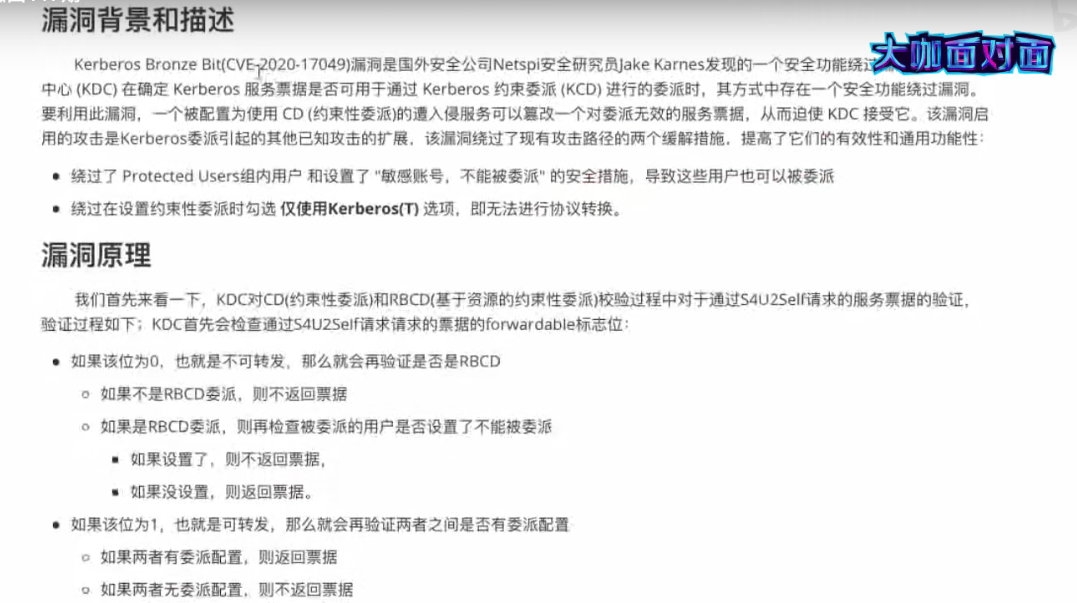 漏洞背景和描述
大咖面对面
Kerberos Bronze Bit(CVE-2020-17049)漏洞是国外安全公司Netspi安全研究员Jake Karnes发现的一个安全功能绕过
中心 (KDC) 在确定 Kerberos 服务票据是否可用于通过 Kerberos 约束委派 (KCD) 进行的委派时，其方式中存在一个安全功能绕过漏洞。
要利用此漏洞，一个被配置为使用 CD (约束性委派)的遭入侵服务可以篡改一个对委派无效的服务票据，从而迫使 KDC 接受它。该漏洞启
用的攻击是Kerberos委派引起的其他已知攻击的扩展，该漏洞绕过了现有攻击路径的两个缓解措施，提高了它们的有效性和通用功能性：
• 绕过了 Protected Users组内用户 和设置了 "敏感账号，不能被委派" 的安全措施，导致这些用户也可以被委派
• 绕过在设置约束性委派时勾选 仅使用Kerberos(T) 选项，即无法进行协议转换。
漏洞原理
我们首先来看一下，KDC对CD(约束性委派)和RBCD(基于资源的约束性委派)校验过程中对于通过S4U2Self请求的服务票据的验证，
验证过程如下；KDC首先会检查通过S4U2Self请求请求的票据的forwardable标志位：
• 如果该位为0，也就是不可转发，那么就会再验证是否是RBCD
○ 如果不是RBCD委派，则不返回票据
○ 如果是RBCD委派，则再检查被委派的用户是否设置了不能被委派
▪ 如果设置了，则不返回票据，
▪ 如果没设置，则返回票据。
• 如果该位为1，也就是可转发，那么就会再验证两者之间是否有委派配置
○ 如果两者有委派配置，则返回票据
○ 如果两者无委派配置，则不返回票据